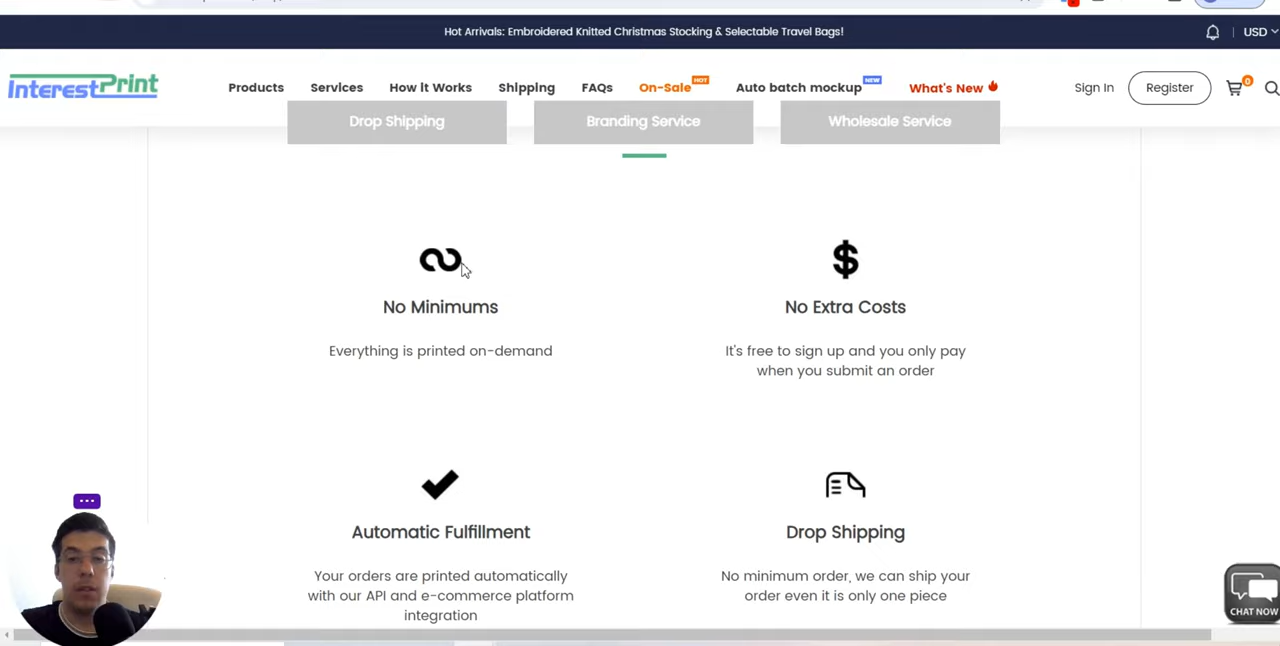 Hot Arrivals: Embroidered Knitted Christmas Stocking & Selectable Travel Bags!
USD
InterestPrint
Products Services How it Works Shipping FAQs On-Sale HOT Auto batch mockup NEW What's New Sign In Register 0
Drop Shipping Branding Service Wholesale Service
No Minimums
Everything is printed on-demand
No Extra Costs
It's free to sign up and you only pay
when you submit an order
Automatic Fulfillment
Your orders are printed automatically
with our API and e-commerce platform
integration
Drop Shipping
No minimum order, we can ship your
order even it is only one piece
CHAT NOW